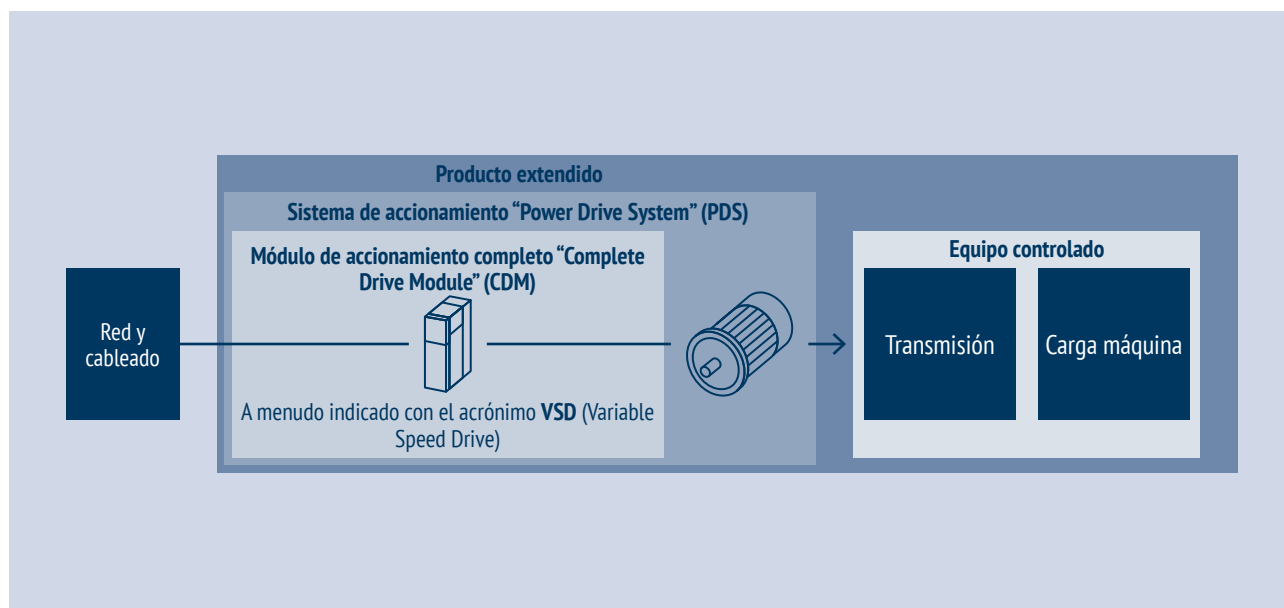 Producto extendido
Sistema de accionamiento “Power Drive System” (PDS)
Módulo de accionamiento completo “Complete
Drive Module” (CDM)
A menudo indicado con el acrónimo VSD (Variable
Speed Drive)
Red y
cableado
Equipo controlado
Transmisión
Carga máquina